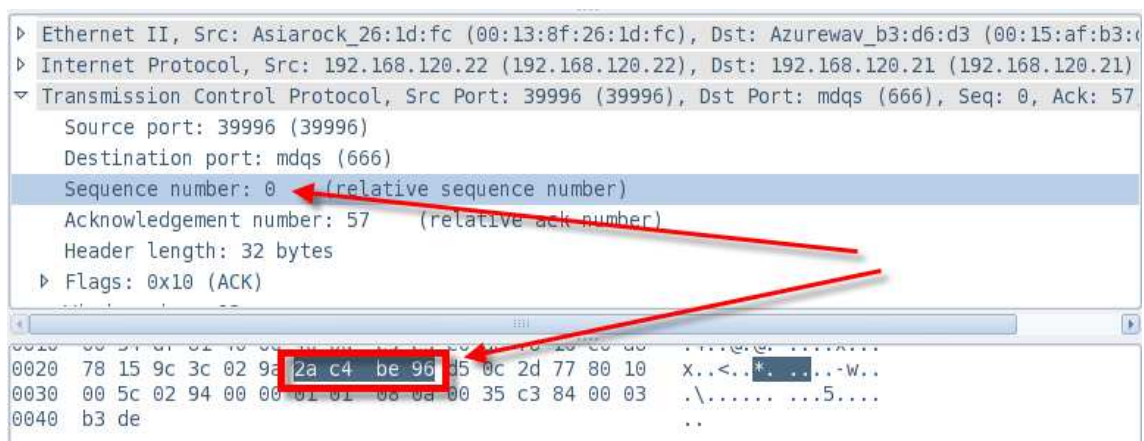 Ethernet II, Src: Asiarock_26:1d:fc (00:13:8f:26:1d:fc), Dst: Azurewav_b3:d6:d3 (00:15:af:b3:
Internet Protocol, Src: 192.168.120.22 (192.168.120.22), Dst: 192.168.120.21 (192.168.120.21)
Transmission Control Protocol, Src Port: 39996 (39996), Dst Port: mdqs (666), Seq: 0, Ack: 57
Source port: 39996 (39996)
Destination port: mdqs (666)
Sequence number: 0 (relative sequence number)
Acknowledgement number: 57 (relative ack number)
Header length: 32 bytes
Flags: 0x10 (ACK)
0020 78 15 9c 3c 02 9a 2a c4 be 96 d5 0c 2d 77 80 10 x..<..*. ....-w..
0030 00 5c 02 94 00 00 01 01 08 0a 00 35 c3 84 00 03 .\...... ...5....
0040 b3 de ..